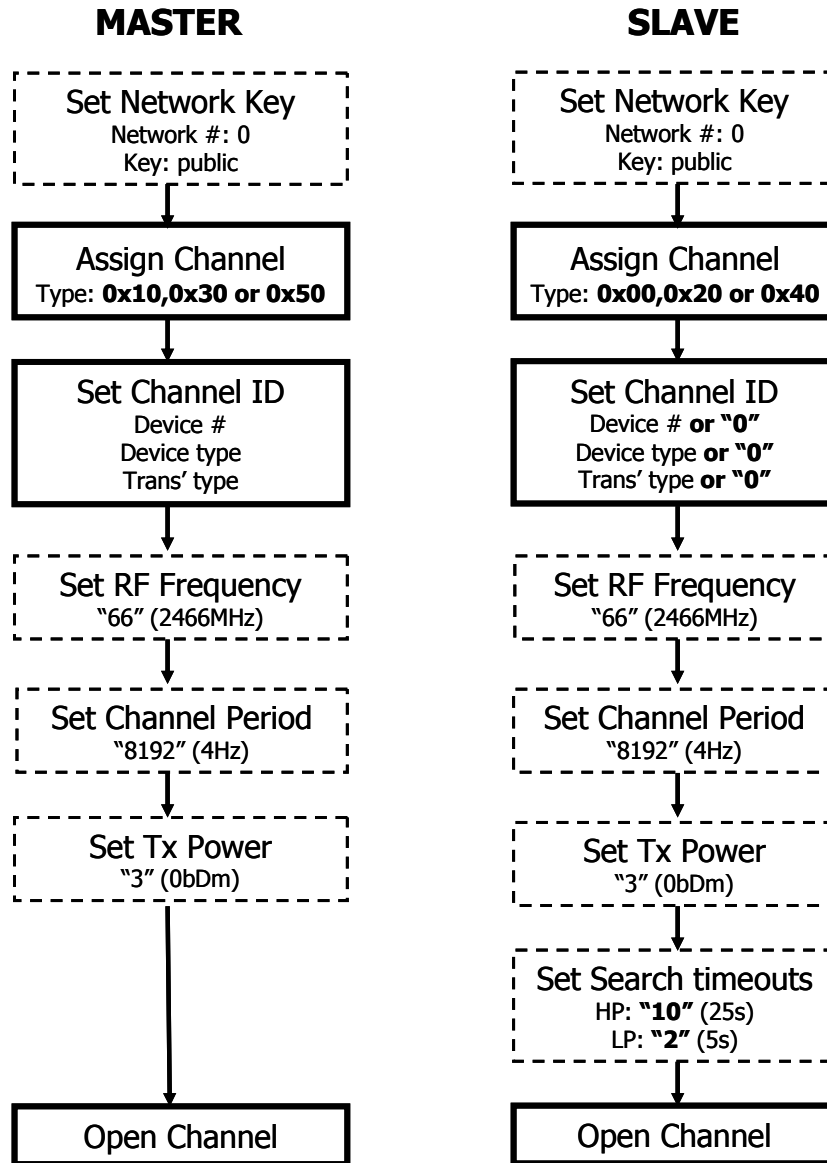 MASTER
Set Network Key
Network #: 0
Key: public
Assign Channel
Type: 0x10,0x30 or 0x50
Set Channel ID
Device #
Device type
Trans’ type
Set RF Frequency
“66” (2466MHz)
Set Channel Period
“8192” (4Hz)
Set Tx Power
“3” (0bDm)
Open Channel
SLAVE
Set Network Key
Network #: 0
Key: public
Assign Channel
Type: 0x00,0x20 or 0x40
Set Channel ID
Device # or “0”
Device type or “0”
Trans’ type or “0”
Set RF Frequency
“66” (2466MHz)
Set Channel Period
“8192” (4Hz)
Set Tx Power
“3” (0bDm)
Set Search timeouts
HP: “10” (25s)
LP: “2” (5s)
Open Channel